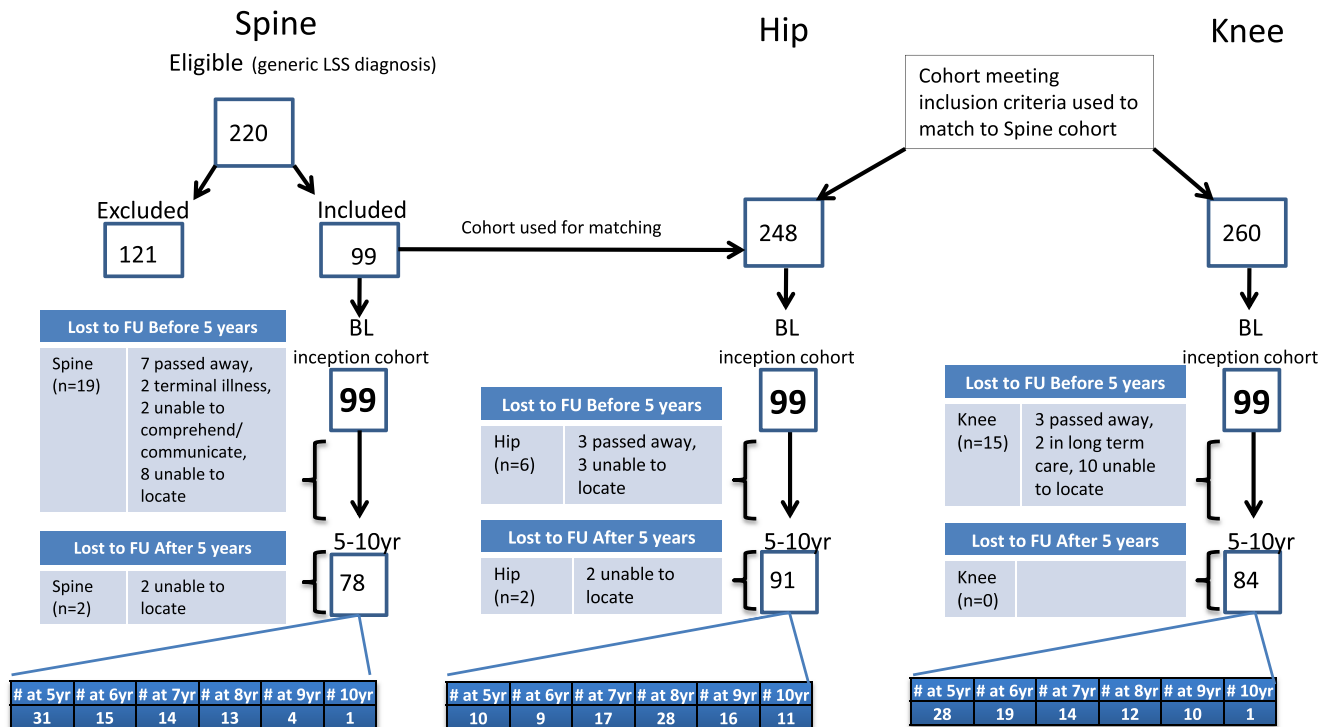 Spine
Hip
Knee
Eligible (generic LSS diagnosis)
Cohort meeting
inclusion criteria used to
match to Spine cohort
220
Excluded
Included
121
99
Cohort used for matching
248
260
Lost to FU Before 5 years
Spine
(n=19)
7 passed away,
2 terminal illness,
2 unable to
comprehend/
communicate,
8 unable to
locate
BL
inception cohort
99
Lost to FU After 5 years
Spine
(n=2)
2 unable to
locate
5-10yr
78
# at 5yr # at 6yr # at 7yr # at 8yr # at 9yr # 10yr
31 15 14 13 4 1
BL
inception cohort
99
Lost to FU Before 5 years
Hip
(n=6)
3 passed away,
3 unable to
locate
Lost to FU After 5 years
Hip
(n=2)
2 unable to
locate
5-10yr
91
# at 5yr # at 6yr # at 7yr # at 8yr # at 9yr # 10yr
10 9 17 28 16 11
BL
inception cohort
99
Lost to FU Before 5 years
Knee
(n=15)
3 passed away,
2 in long term
care, 10 unable
to locate
Lost to FU After 5 years
Knee
(n=0)
5-10yr
84
# at 5yr # at 6yr # at 7yr # at 8yr # at 9yr # 10yr
28 19 14 12 10 1